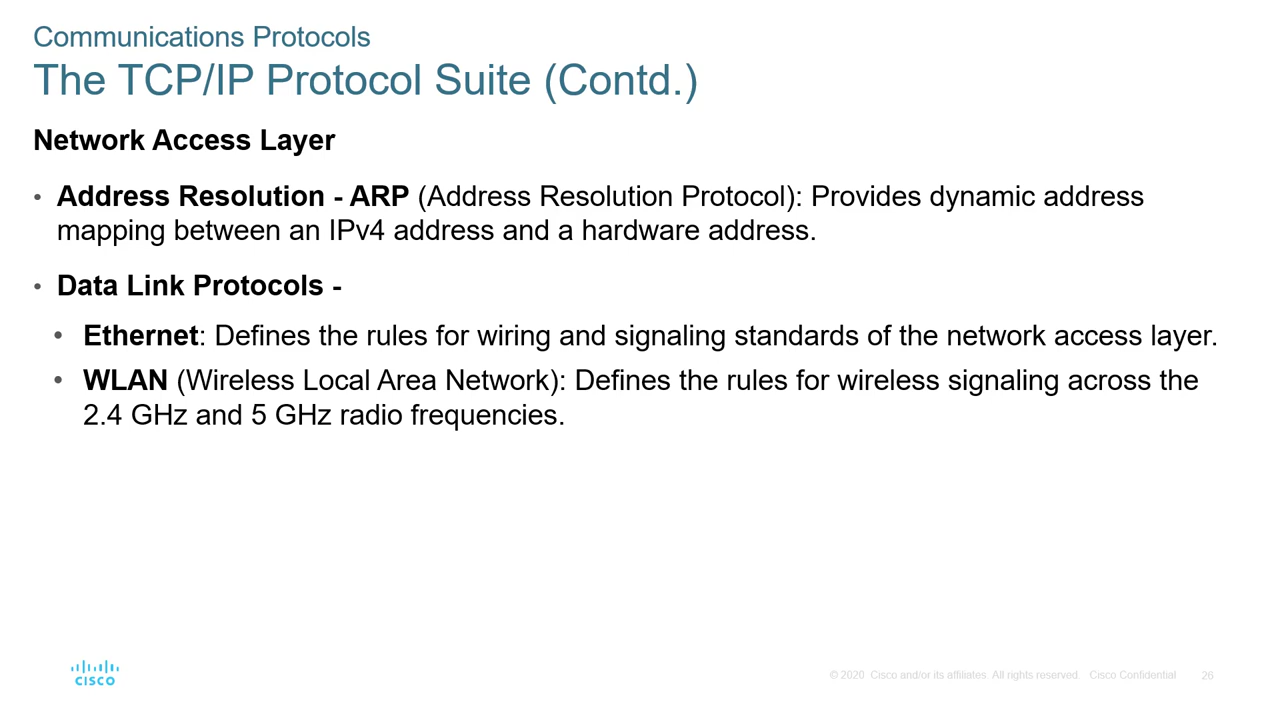 Communications Protocols
The TCP/IP Protocol Suite (Contd.)
Network Access Layer
• Address Resolution - ARP (Address Resolution Protocol): Provides dynamic address
mapping between an IPv4 address and a hardware address.
• Data Link Protocols -
• Ethernet: Defines the rules for wiring and signaling standards of the network access layer.
• WLAN (Wireless Local Area Network): Defines the rules for wireless signaling across the
2.4 GHz and 5 GHz radio frequencies.
CISCO
© 2020 Cisco and/or its affiliates. All rights reserved. Cisco Confidential 26